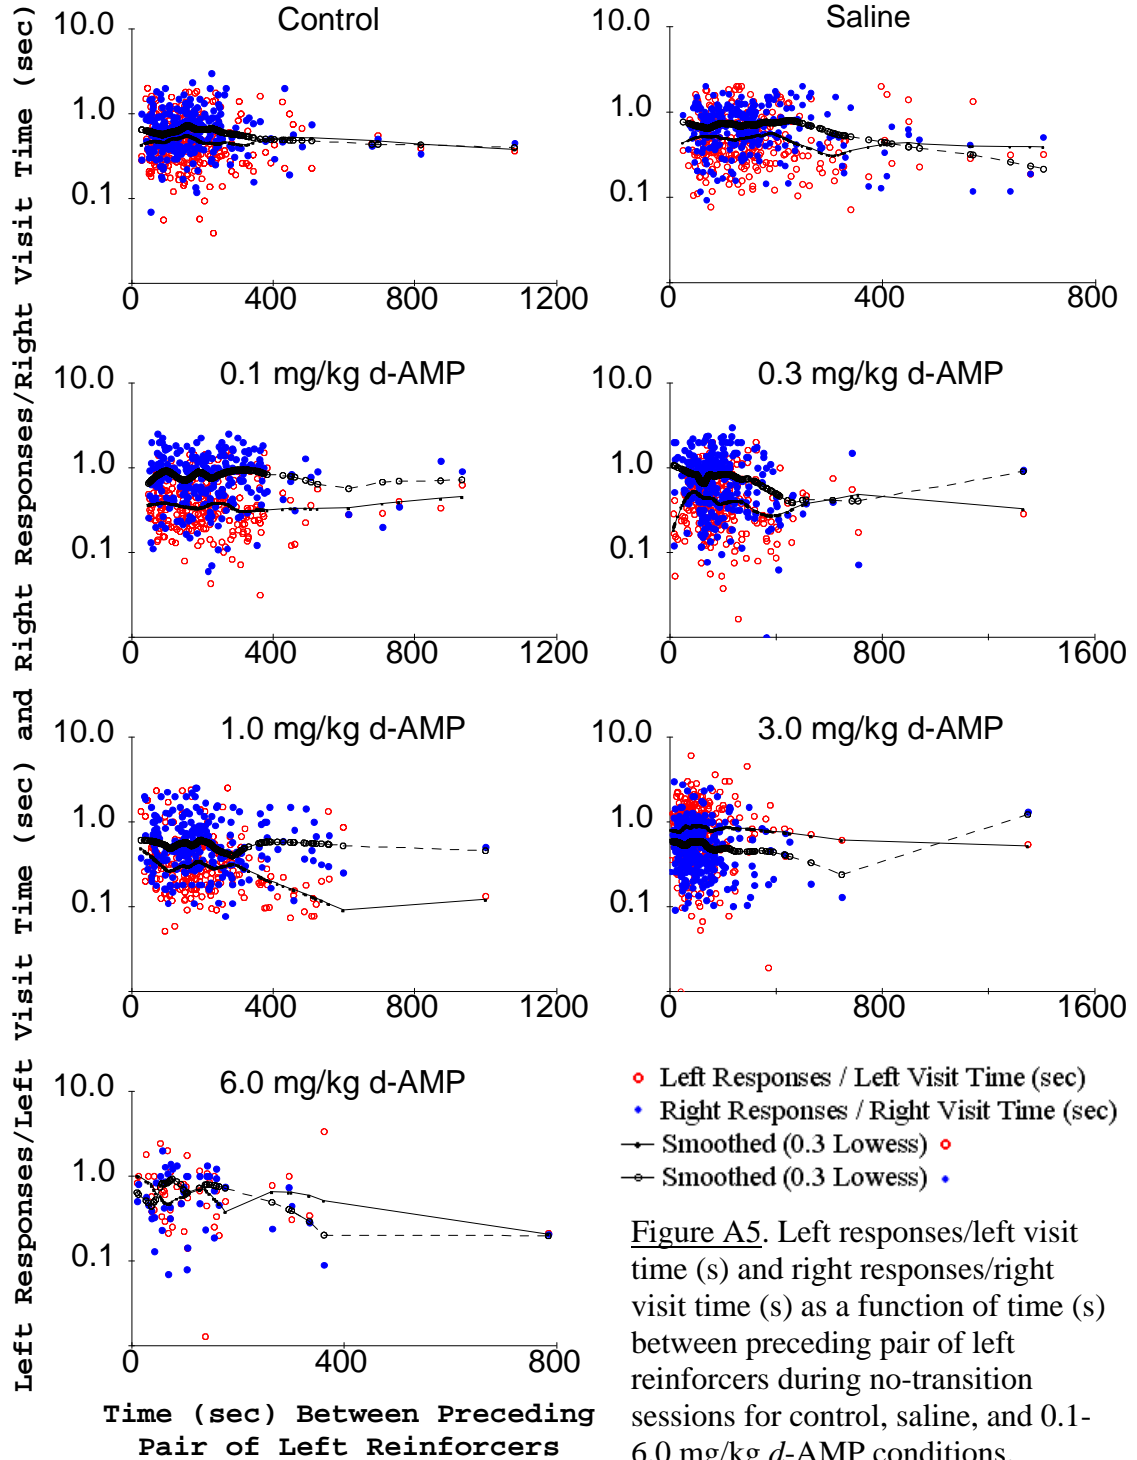 Left Responses/Left Visit Time (sec) and Right Responses/Right Visit Time (sec)
Control
10.0
1.0
0.1
0
400
800
1200
Saline
10.0
1.0
0.1
0
400
800
0.1 mg/kg d-AMP
10.0
1.0
0.1
0
400
800
1200
0.3 mg/kg d-AMP
10.0
1.0
0.1
0
800
1600
1.0 mg/kg d-AMP
10.0
1.0
0.1
0
400
800
1200
3.0 mg/kg d-AMP
10.0
1.0
0.1
0
800
1600
6.0 mg/kg d-AMP
10.0
1.0
0.1
0
400
800
Time (sec) Between Preceding
Pair of Left Reinforcers
Left Responses / Left Visit Time (sec)
Right Responses / Right Visit Time (sec)
Smoothed (0.3 Lowess)
Smoothed (0.3 Lowess)
Figure A5. Left responses/left visit
time (s) and right responses/right
visit time (s) as a function of time (s)
between preceding pair of left
reinforcers during no-transition
sessions for control, saline, and 0.1-
6.0 mg/kg d-AMP conditions.